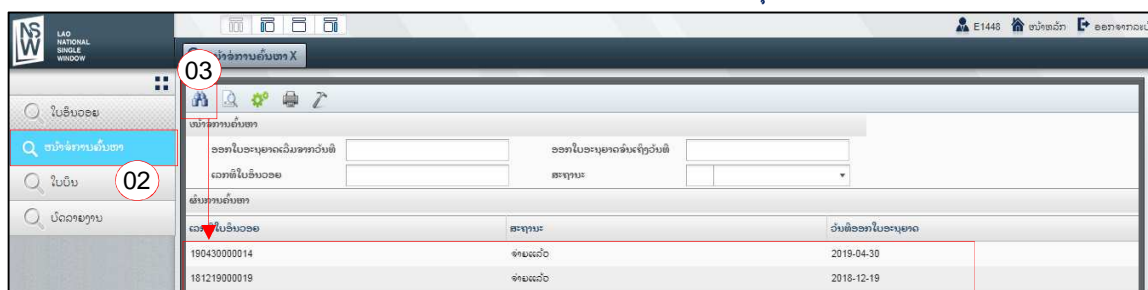 NSW LAO NATIONAL SINGLE WINDOW
E1448 ໜ້າຫລັກ
ໜ້າຈໍການຄົ້ນຫາ X
03
ໃບອິນວອຍ
ໜ້າຈໍການຄົ້ນຫາ
ໃບບິນ
02
ບົດລາຍງານ
ໜ້າຈໍການຄົ້ນຫາ
ອອກໃບອະນຸຍາດເລີ່ມຈາກວັນທີ ອອກໃບອະນຸຍາດຈົນເຖິງວັນທີ
ເລກທີໃບອິນວອຍ ສະຖານະ
ຜົນການຄົ້ນຫາ
ເລກທີໃບອິນວອຍ ສະຖານະ ວັນທີອອກໃບອະນຸຍາດ
190430000014 ຈ່າຍແລ້ວ 2019-04-30
181219000019 ຈ່າຍແລ້ວ 2018-12-19